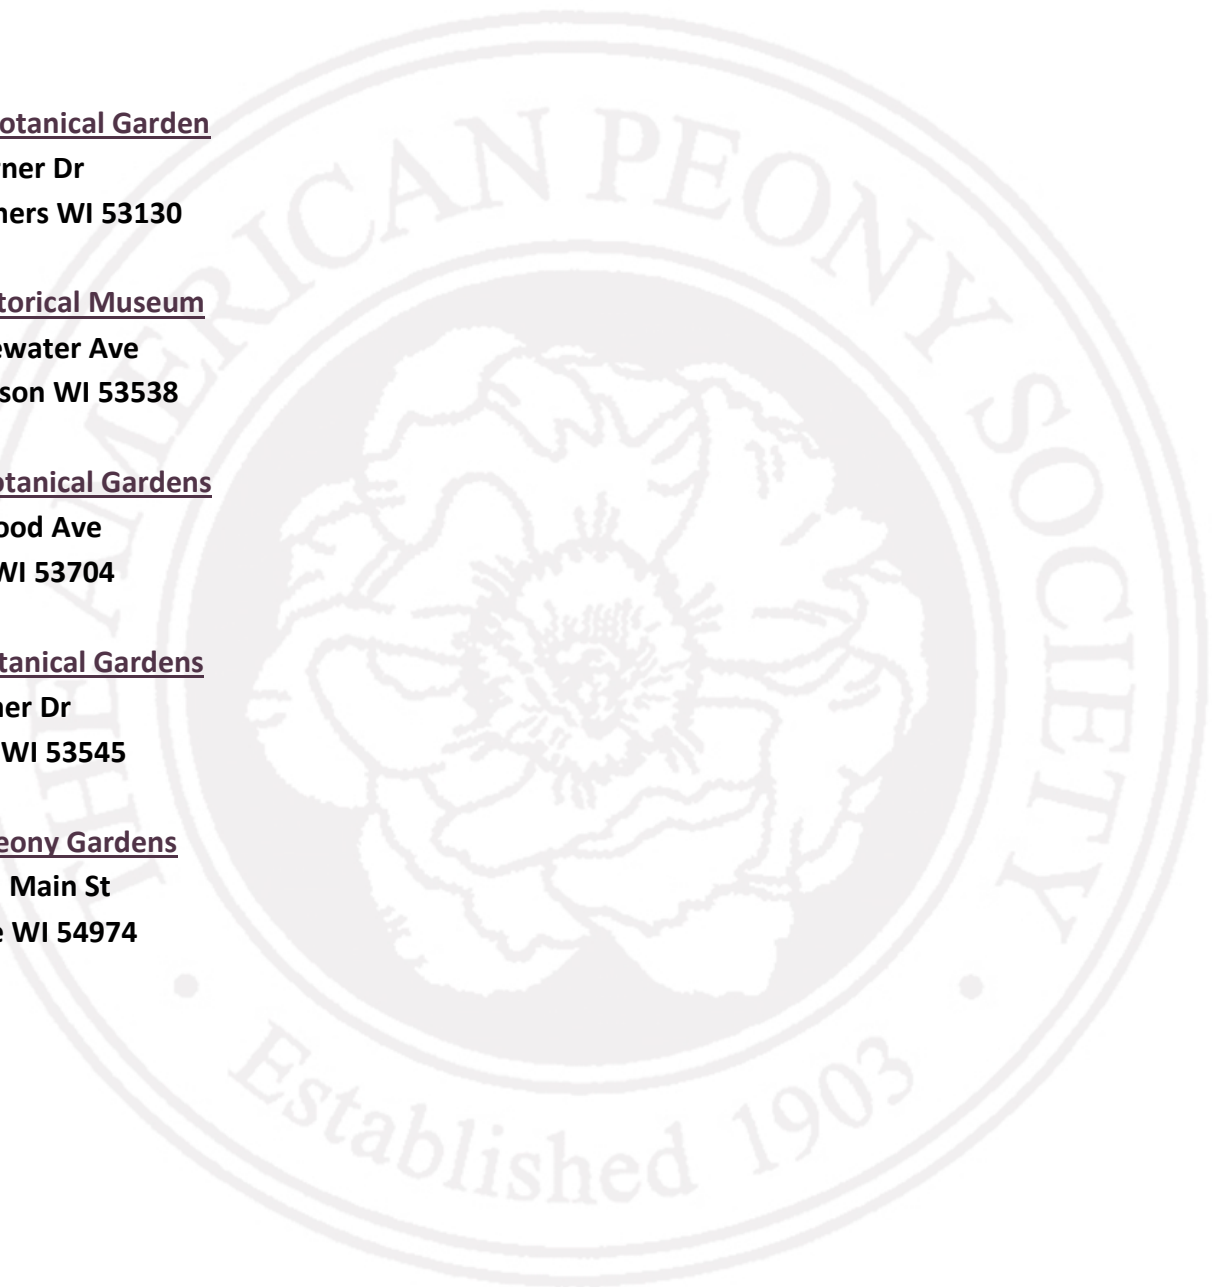 otanical Garden
ner Dr
ners WI 53130
torical Museum
ewater Ave
son WI 53538
otanical Gardens
ood Ave
WI 53704
tanical Gardens
ner Dr
WI 53545
eony Gardens
Main St
e WI 54974
THE AMERICAN PEONY SOCIETY
Established 1903